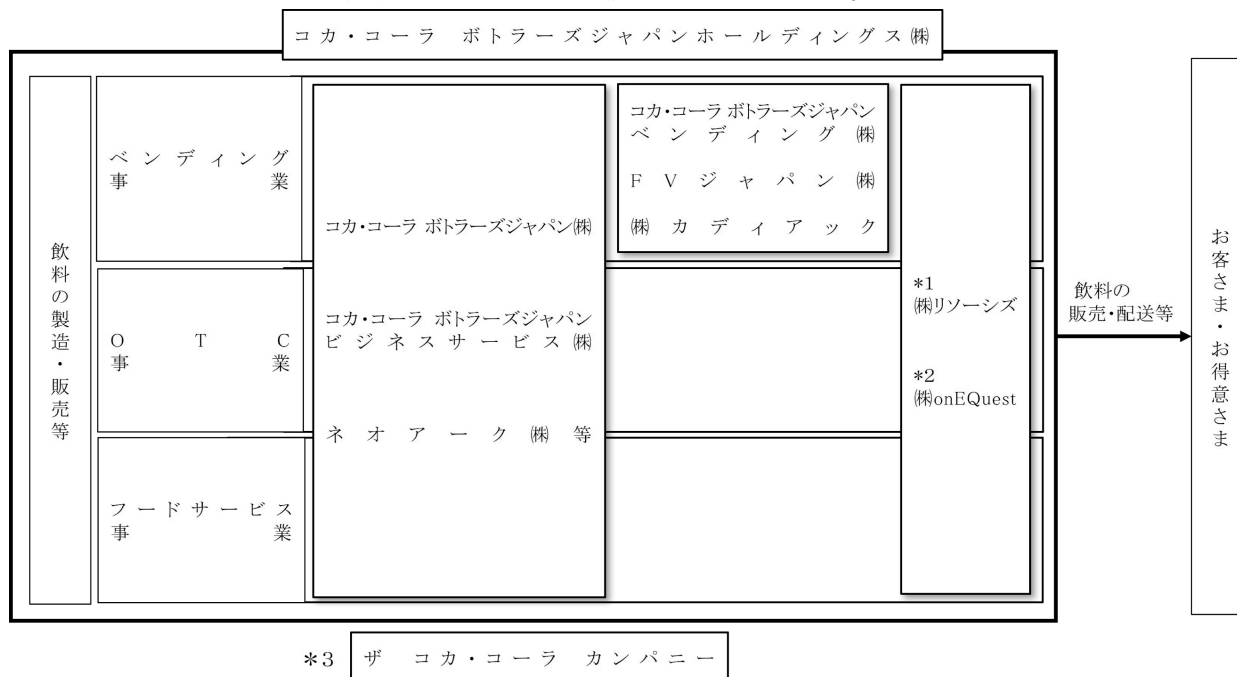 コカ・コーラ ボトラーズジャパンホールディングス㈱
飲料の製造・販売等
ベンディング
事業
OTC
事業
フードサービス
事業
コカ・コーラ ボトラーズジャパン㈱
コカ・コーラ ボトラーズジャパン
ビジネスサービス㈱
ネオアーク㈱等
コカ・コーラ ボトラーズジャパン
ベンディング㈱
FVジャパン㈱
㈱カディアック
*1
㈱リソーシズ
*2
㈱onEQuest
飲料の
販売・配送等
お客さま・お得意さま
*3 ザ コカ・コーラ カンパニー